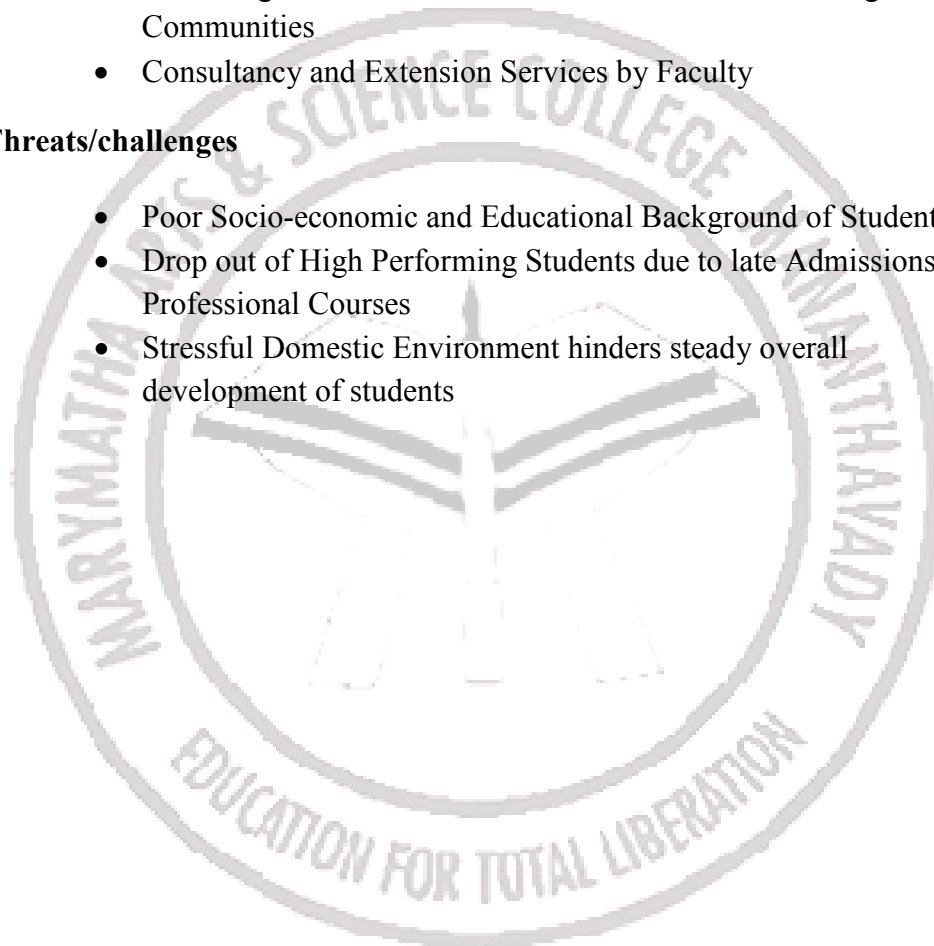 Communities
• Consultancy and Extension Services by Faculty
Threats/challenges
• Poor Socio-economic and Educational Background of Student
• Drop out of High Performing Students due to late Admissions
Professional Courses
• Stressful Domestic Environment hinders steady overall
development of students
MARYMATHA ARTS & SCIENCE COLLEGE MANANTHAVADY
EDUCATION FOR TOTAL LIBERATION